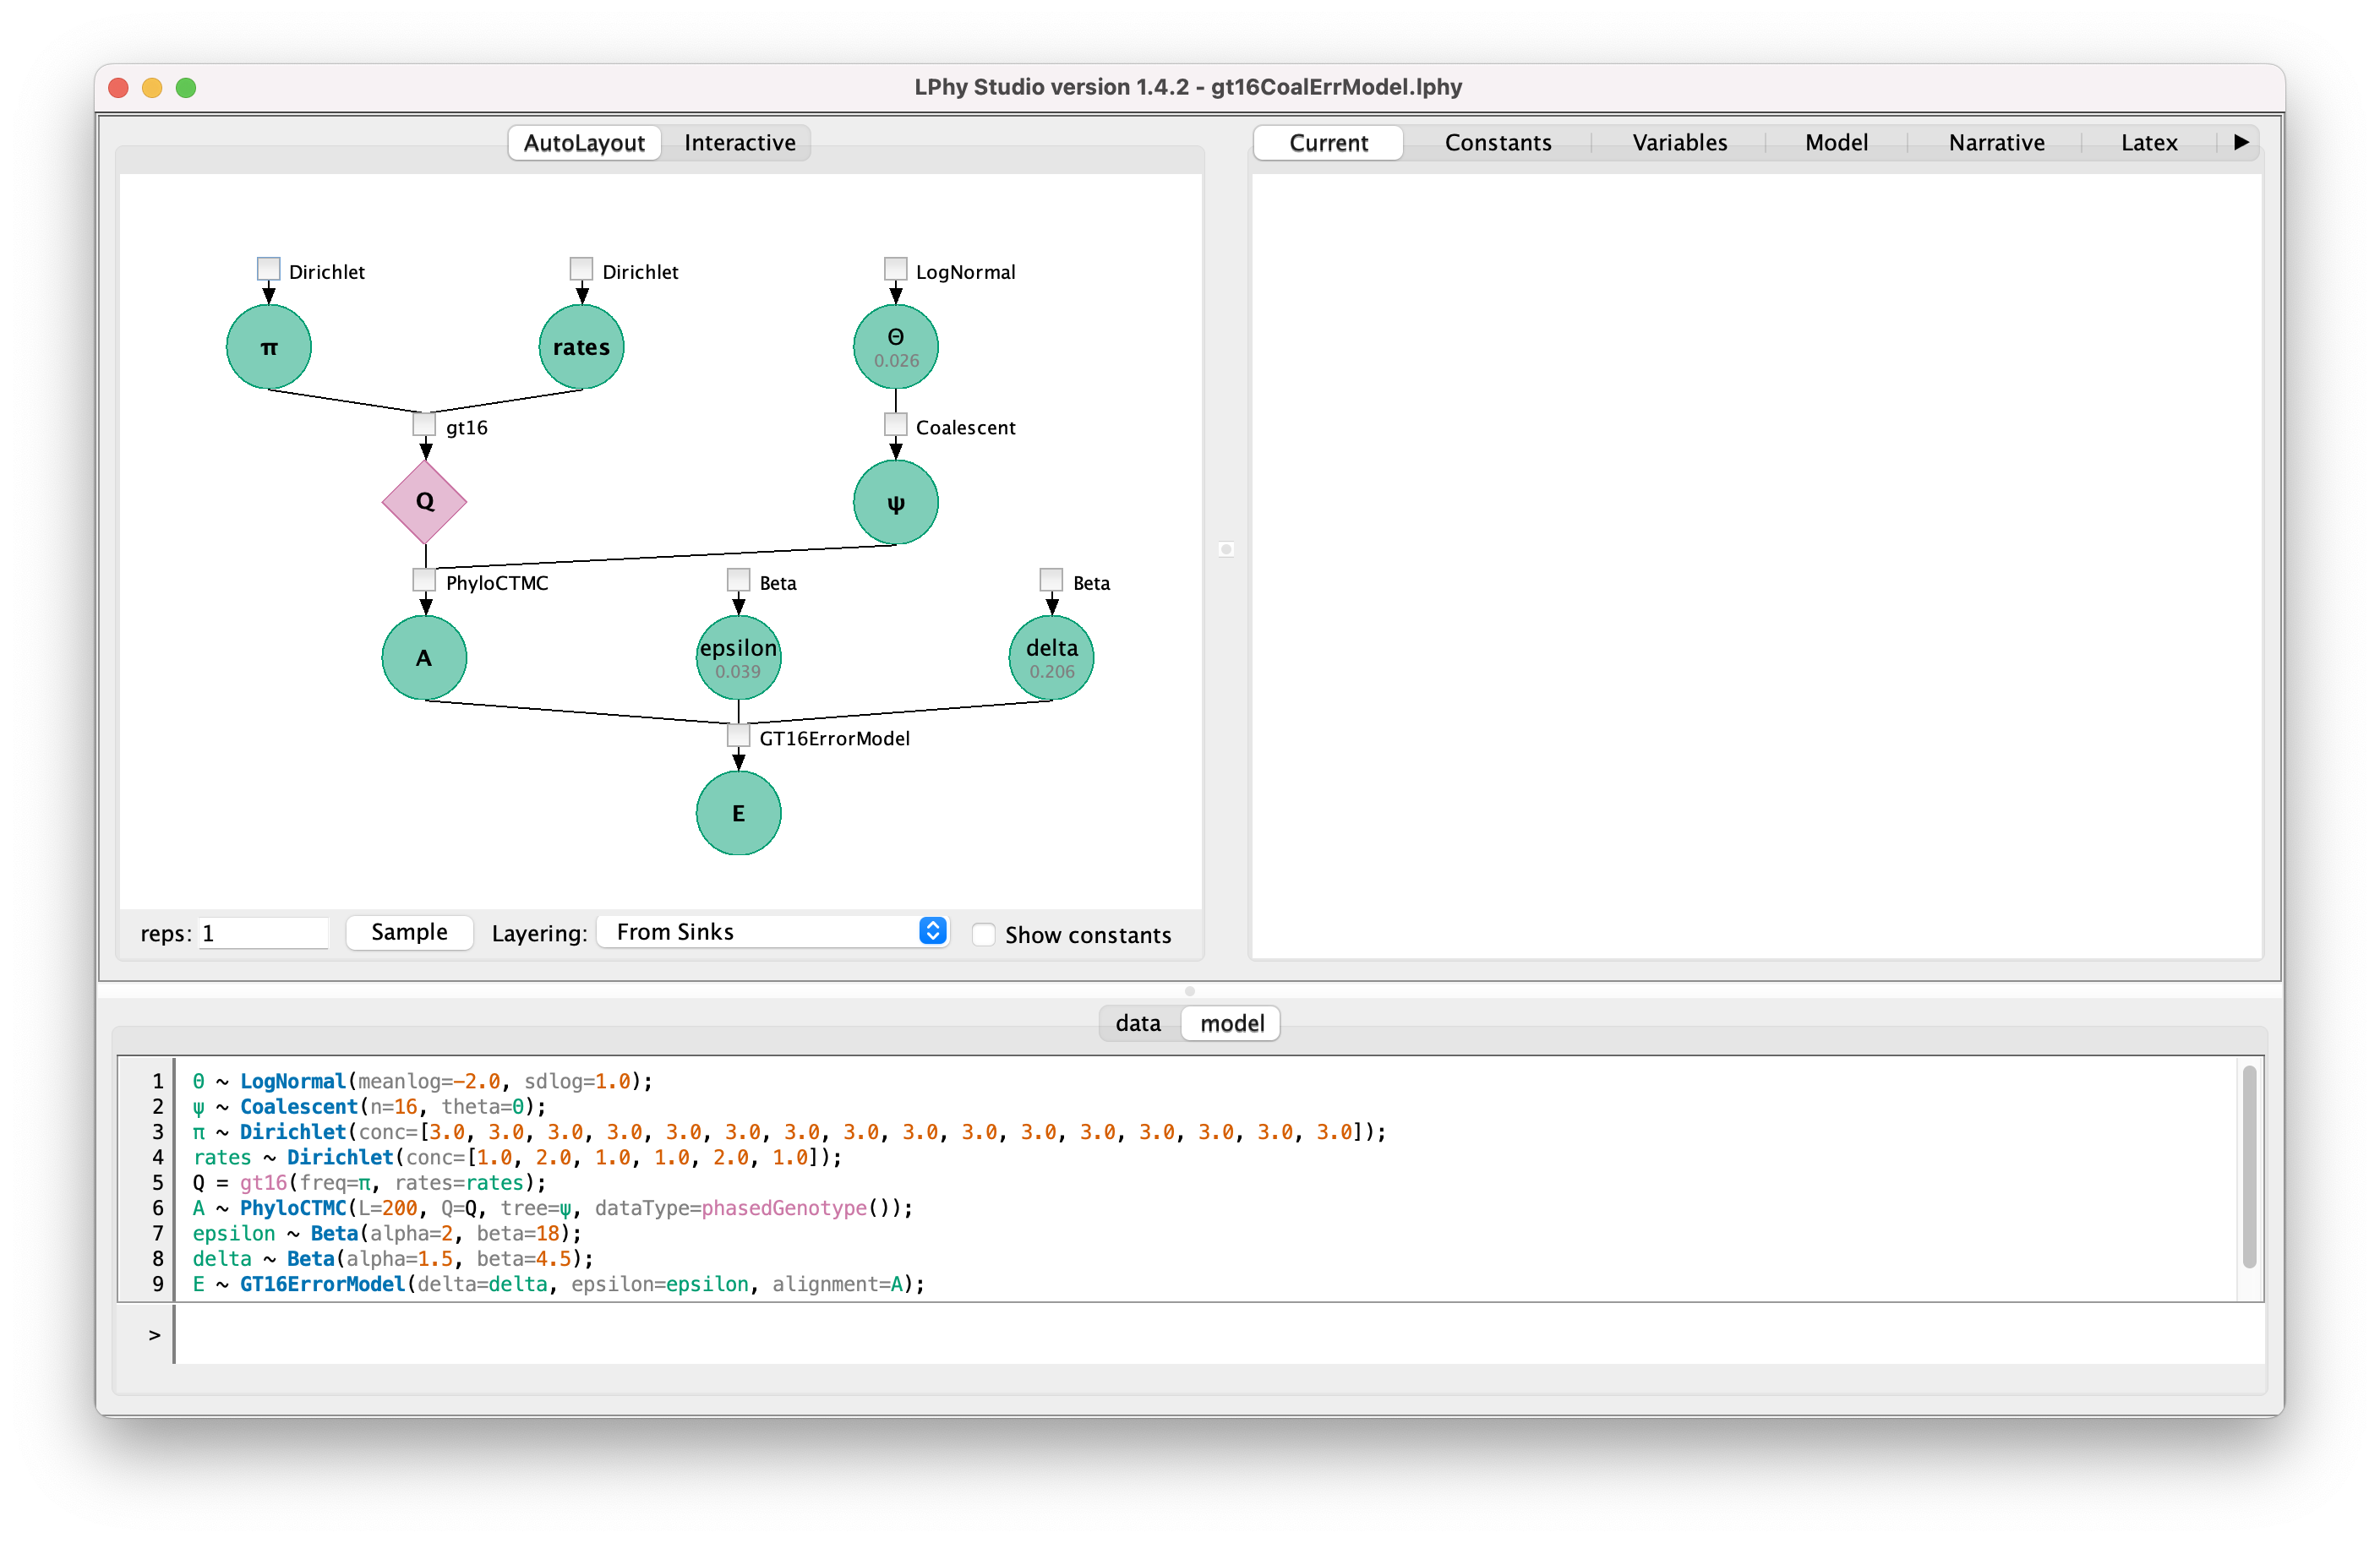 LPhy Studio version 1.4.2 - gt16CoalErrModel.lphy
AutoLayout Interactive
Current Constants Variables Model Narrative Latex
Dirichlet Dirichlet LogNormal
π rates Θ
0.026
gt16 Coalescent
Q ψ
PhyloCTMC Beta Beta
A epsilon delta
0.039 0.206
GT16ErrorModel
E
reps: 1 Sample Layering: From Sinks Show constants
data model
1 Θ ~ LogNormal(meanlog=-2.0, sdlog=1.0);
2 ψ ~ Coalescent(n=16, theta=Θ);
3 π ~ Dirichlet(conc=[3.0, 3.0, 3.0, 3.0, 3.0, 3.0, 3.0, 3.0, 3.0, 3.0, 3.0, 3.0, 3.0, 3.0, 3.0, 3.0]);
4 rates ~ Dirichlet(conc=[1.0, 2.0, 1.0, 1.0, 2.0, 1.0]);
5 Q = gt16(freq=π, rates=rates);
6 A ~ PhyloCTMC(L=200, Q=Q, tree=ψ, dataType=phasedGenotype());
7 epsilon ~ Beta(alpha=2, beta=18);
8 delta ~ Beta(alpha=1.5, beta=4.5);
9 E ~ GT16ErrorModel(delta=delta, epsilon=epsilon, alignment=A);
>